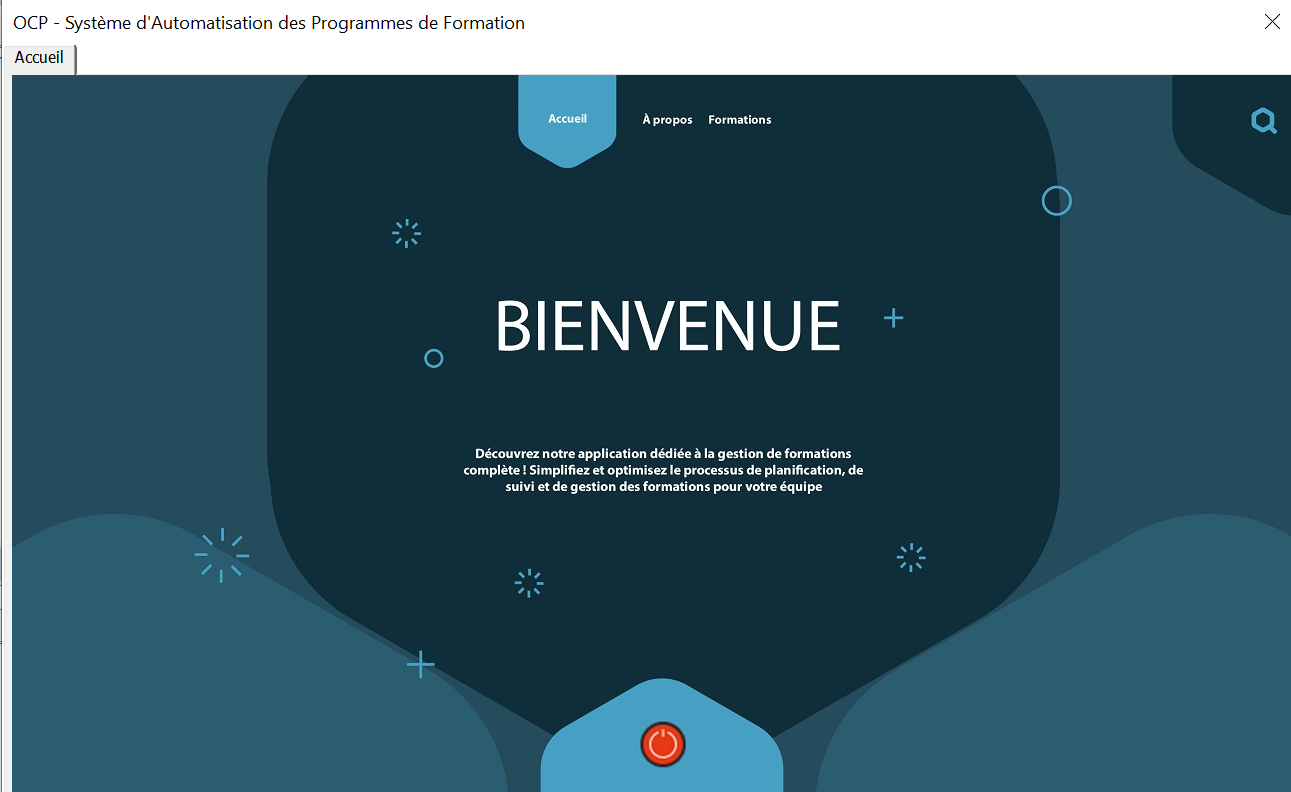 OCP - Système d'Automatisation des Programmes de Formation
Accueil
Accueil À propos Formations
BIENVENUE
Découvrez notre application dédiée à la gestion de formations
complète ! Simplifiez et optimisez le processus de planification, de
suivi et de gestion des formations pour votre équipe